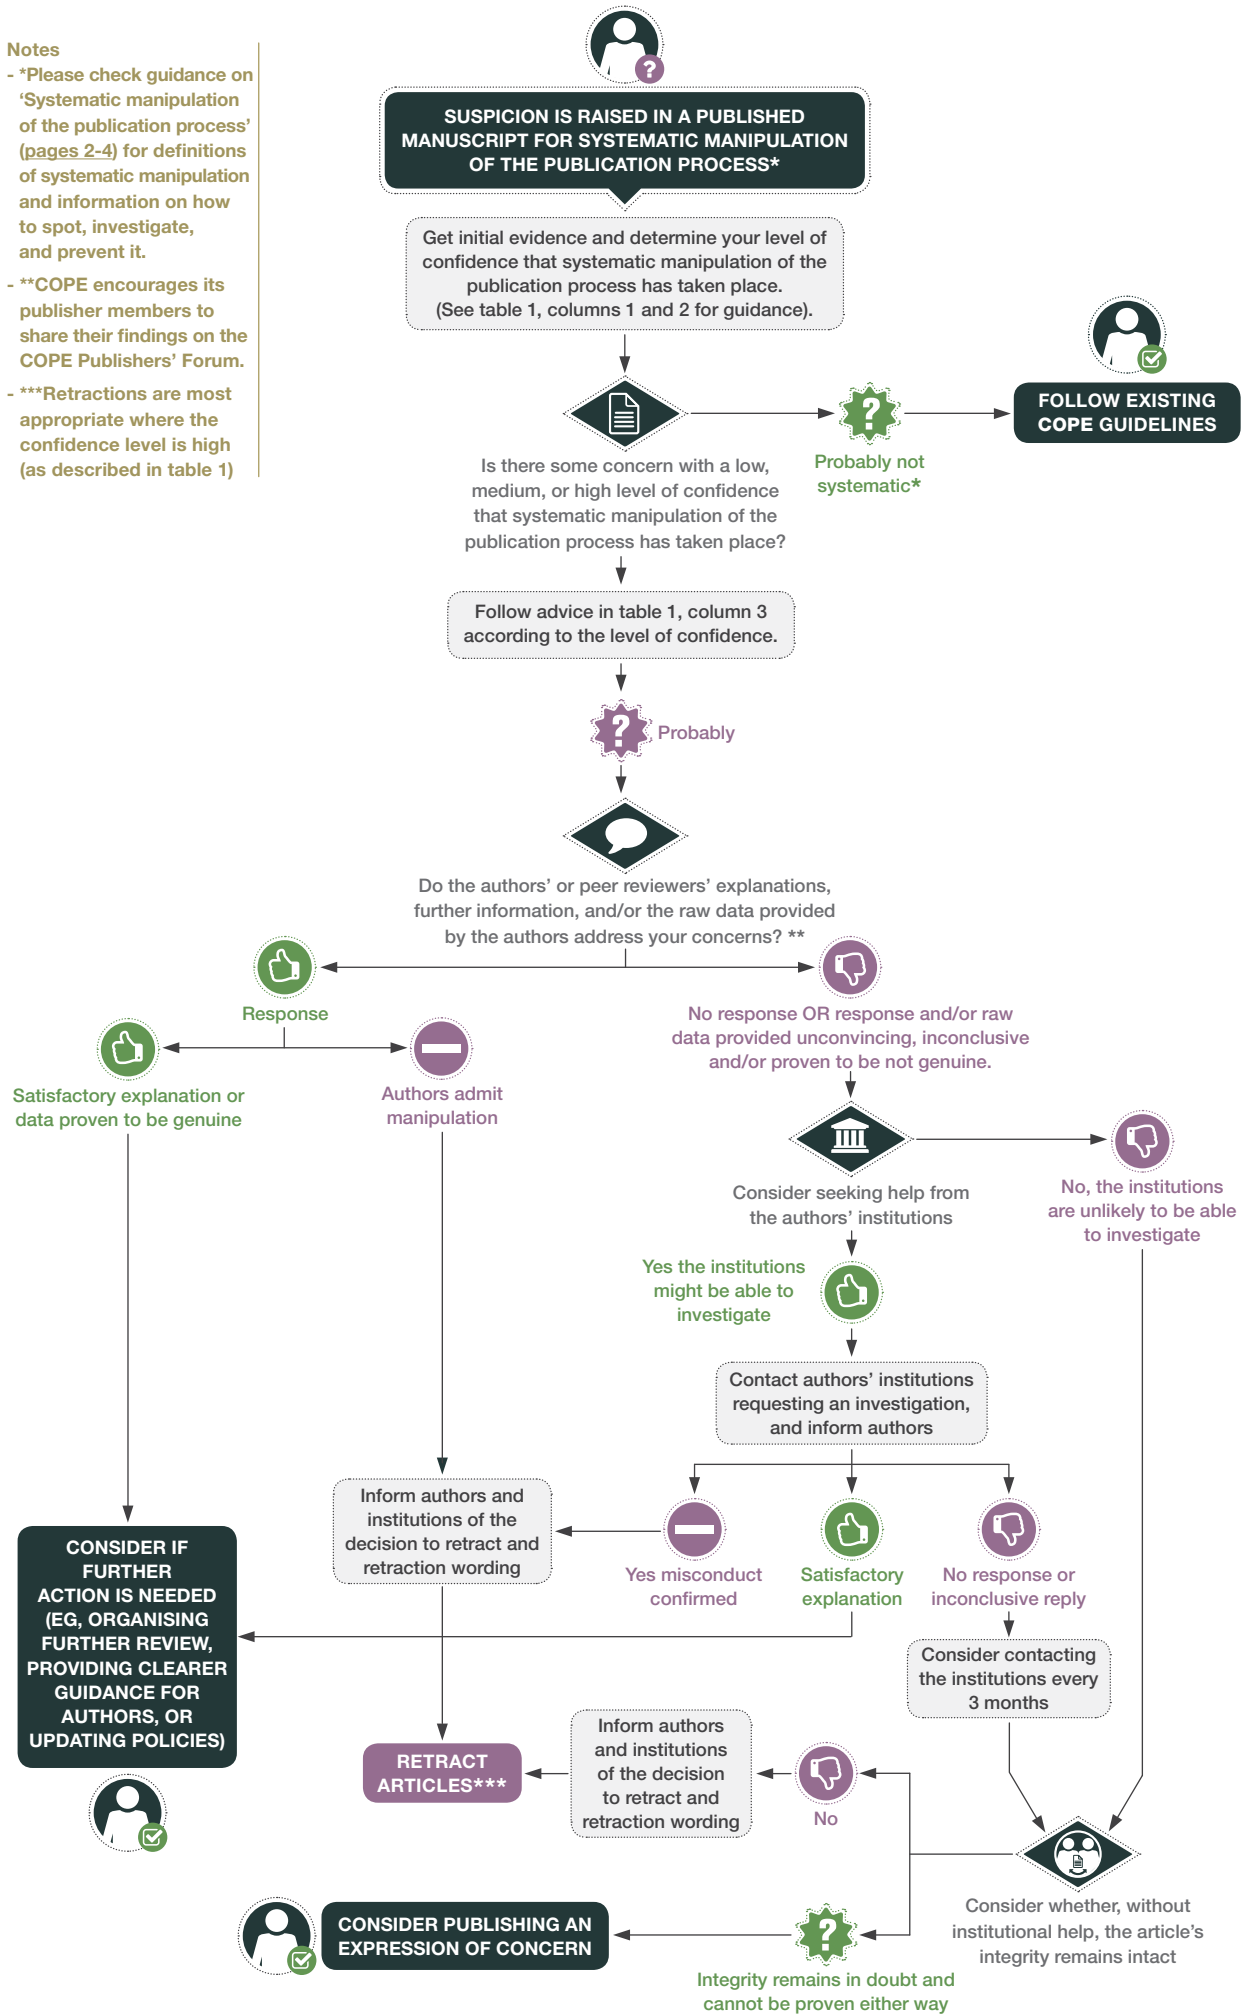 Notes
- *Please check guidance on
‘Systematic manipulation
of the publication process’
(pages 2-4) for definitions
of systematic manipulation
and information on how
to spot, investigate,
and prevent it.
- **COPE encourages its
publisher members to
share their findings on the
COPE Publishers’ Forum.
- ***Retractions are most
appropriate where the
confidence level is high
(as described in table 1)
?
SUSPICION IS RAISED IN A PUBLISHED
MANUSCRIPT FOR SYSTEMATIC MANIPULATION
OF THE PUBLICATION PROCESS*
Get initial evidence and determine your level of
confidence that systematic manipulation of the
publication process has taken place.
(See table 1, columns 1 and 2 for guidance).
?
Probably not
systematic*
FOLLOW EXISTING
COPE GUIDELINES
Is there some concern with a low,
medium, or high level of confidence
that systematic manipulation of the
publication process has taken place?
Follow advice in table 1, column 3
according to the level of confidence.
?
Probably
Do the authors’ or peer reviewers’ explanations,
further information, and/or the raw data provided
by the authors address your concerns? **
Response
No response OR response and/or raw
data provided unconvincing, inconclusive
and/or proven to be not genuine.
Satisfactory explanation or
data proven to be genuine
Authors admit
manipulation
Consider seeking help from
the authors’ institutions
No, the institutions
are unlikely to be able
to investigate
Yes the institutions
might be able to
investigate
Contact authors’ institutions
requesting an investigation,
and inform authors
Inform authors and
institutions of the
decision to retract and
retraction wording
Yes misconduct
confirmed
Satisfactory
explanation
No response or
inconclusive reply
CONSIDER IF
FURTHER
ACTION IS NEEDED
(EG, ORGANISING
FURTHER REVIEW,
PROVIDING CLEARER
GUIDANCE FOR
AUTHORS, OR
UPDATING POLICIES)
Consider contacting
the institutions every
3 months
RETRACT
ARTICLES***
Inform authors
and institutions
of the decision
to retract and
retraction wording
No
Consider whether, without
institutional help, the article’s
integrity remains intact
CONSIDER PUBLISHING AN
EXPRESSION OF CONCERN
?
Integrity remains in doubt and
cannot be proven either way